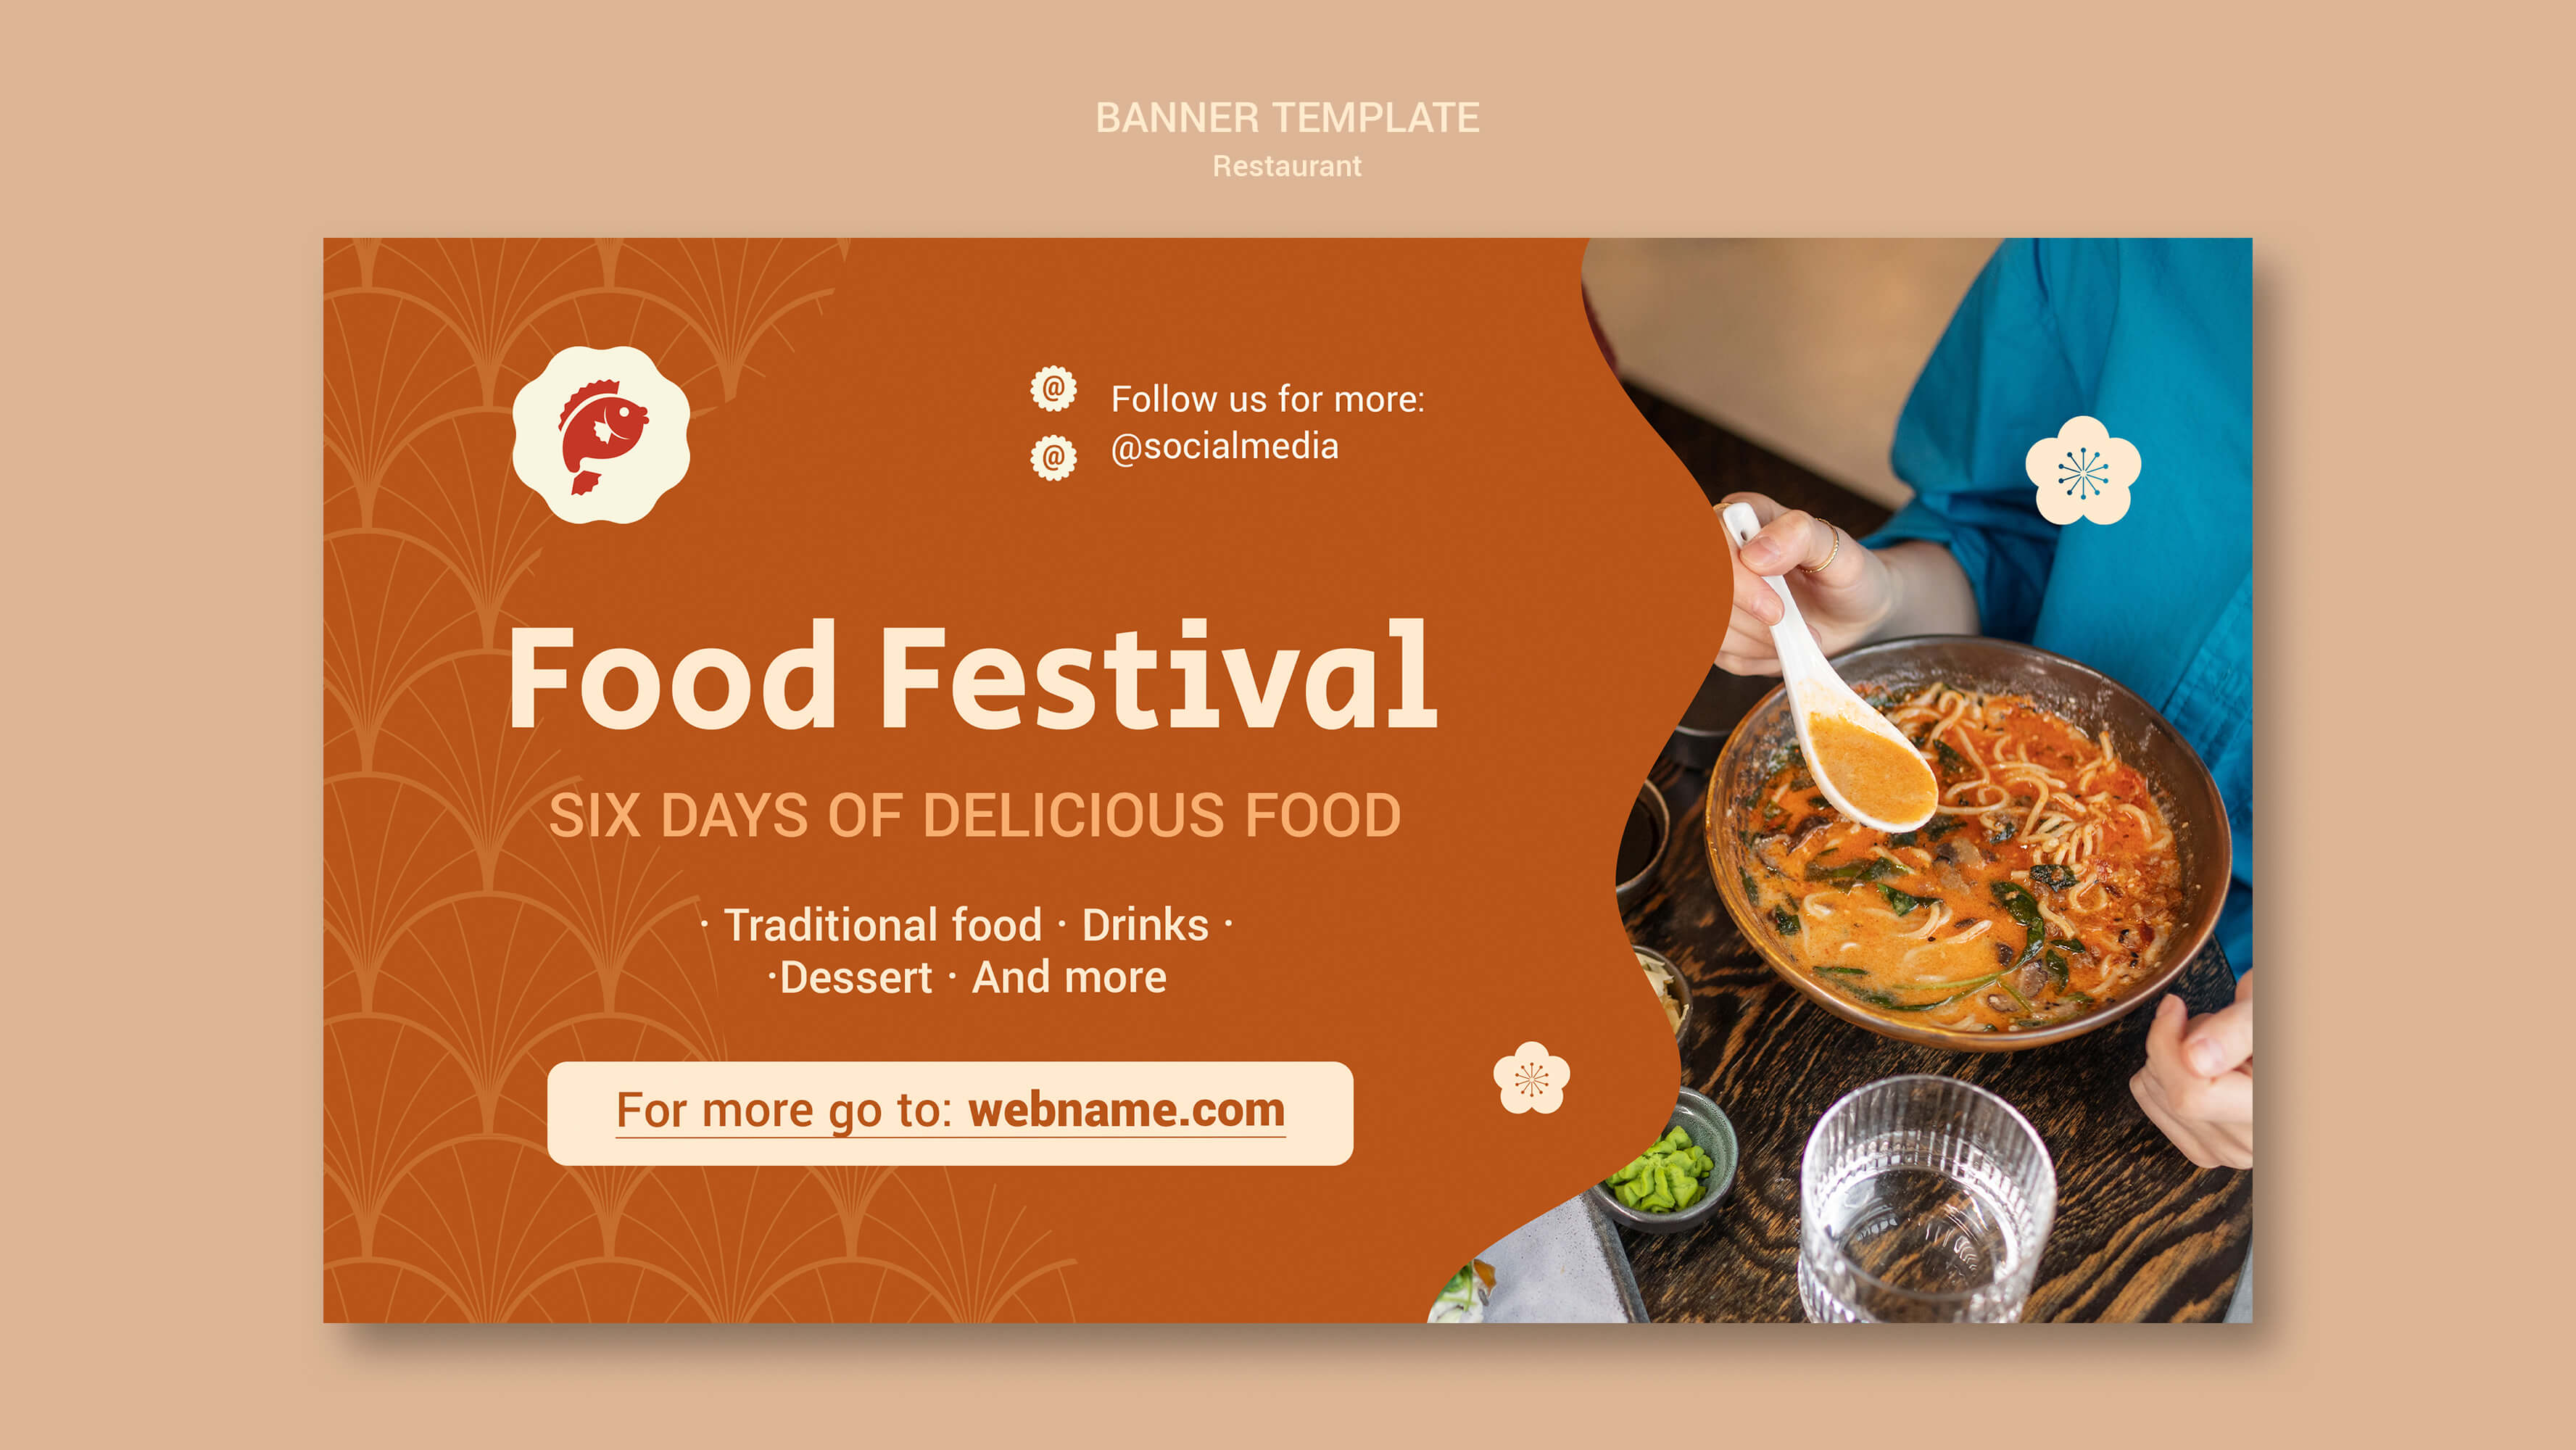 BANNER TEMPLATE
Restaurant
@
@
Follow us for more:
@socialmedia
Food Festival
SIX DAYS OF DELICIOUS FOOD
· Traditional food · Drinks ·
·Dessert · And more
For more go to: webname.com